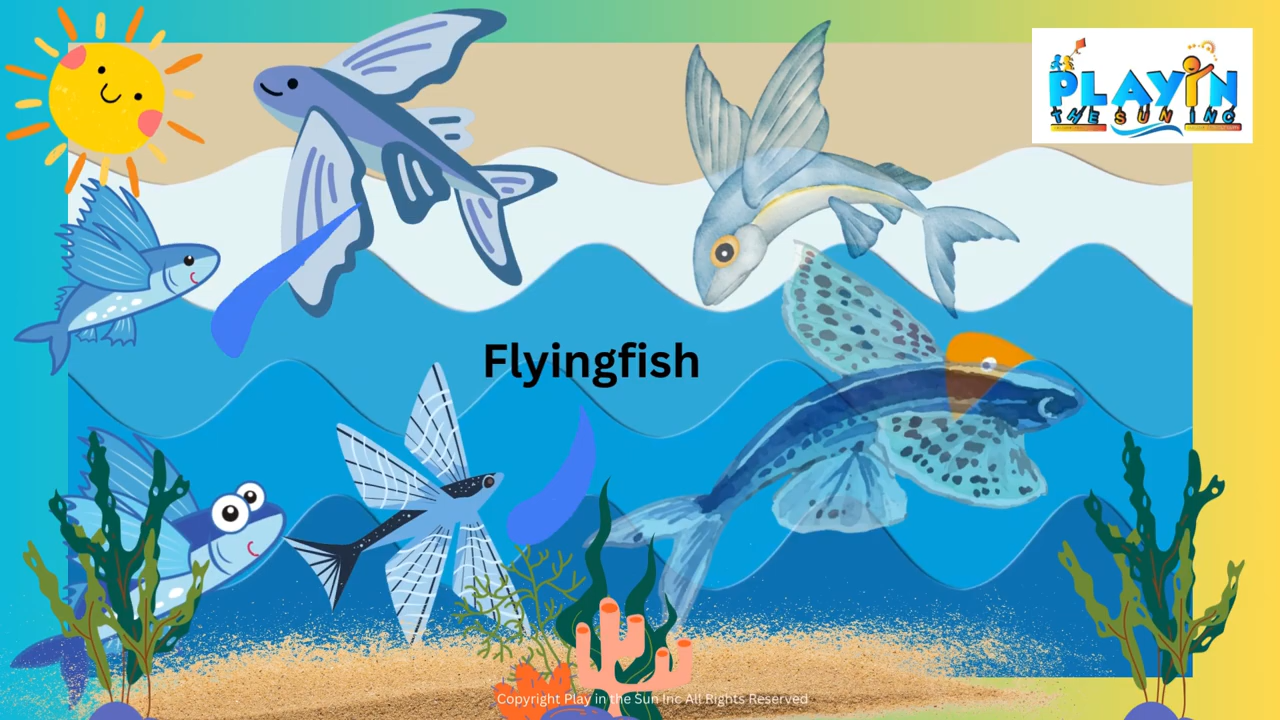 PLAYIN
THE SUN INC
Flyingfish
Copyright Play in the Sun Inc All Rights Reserved